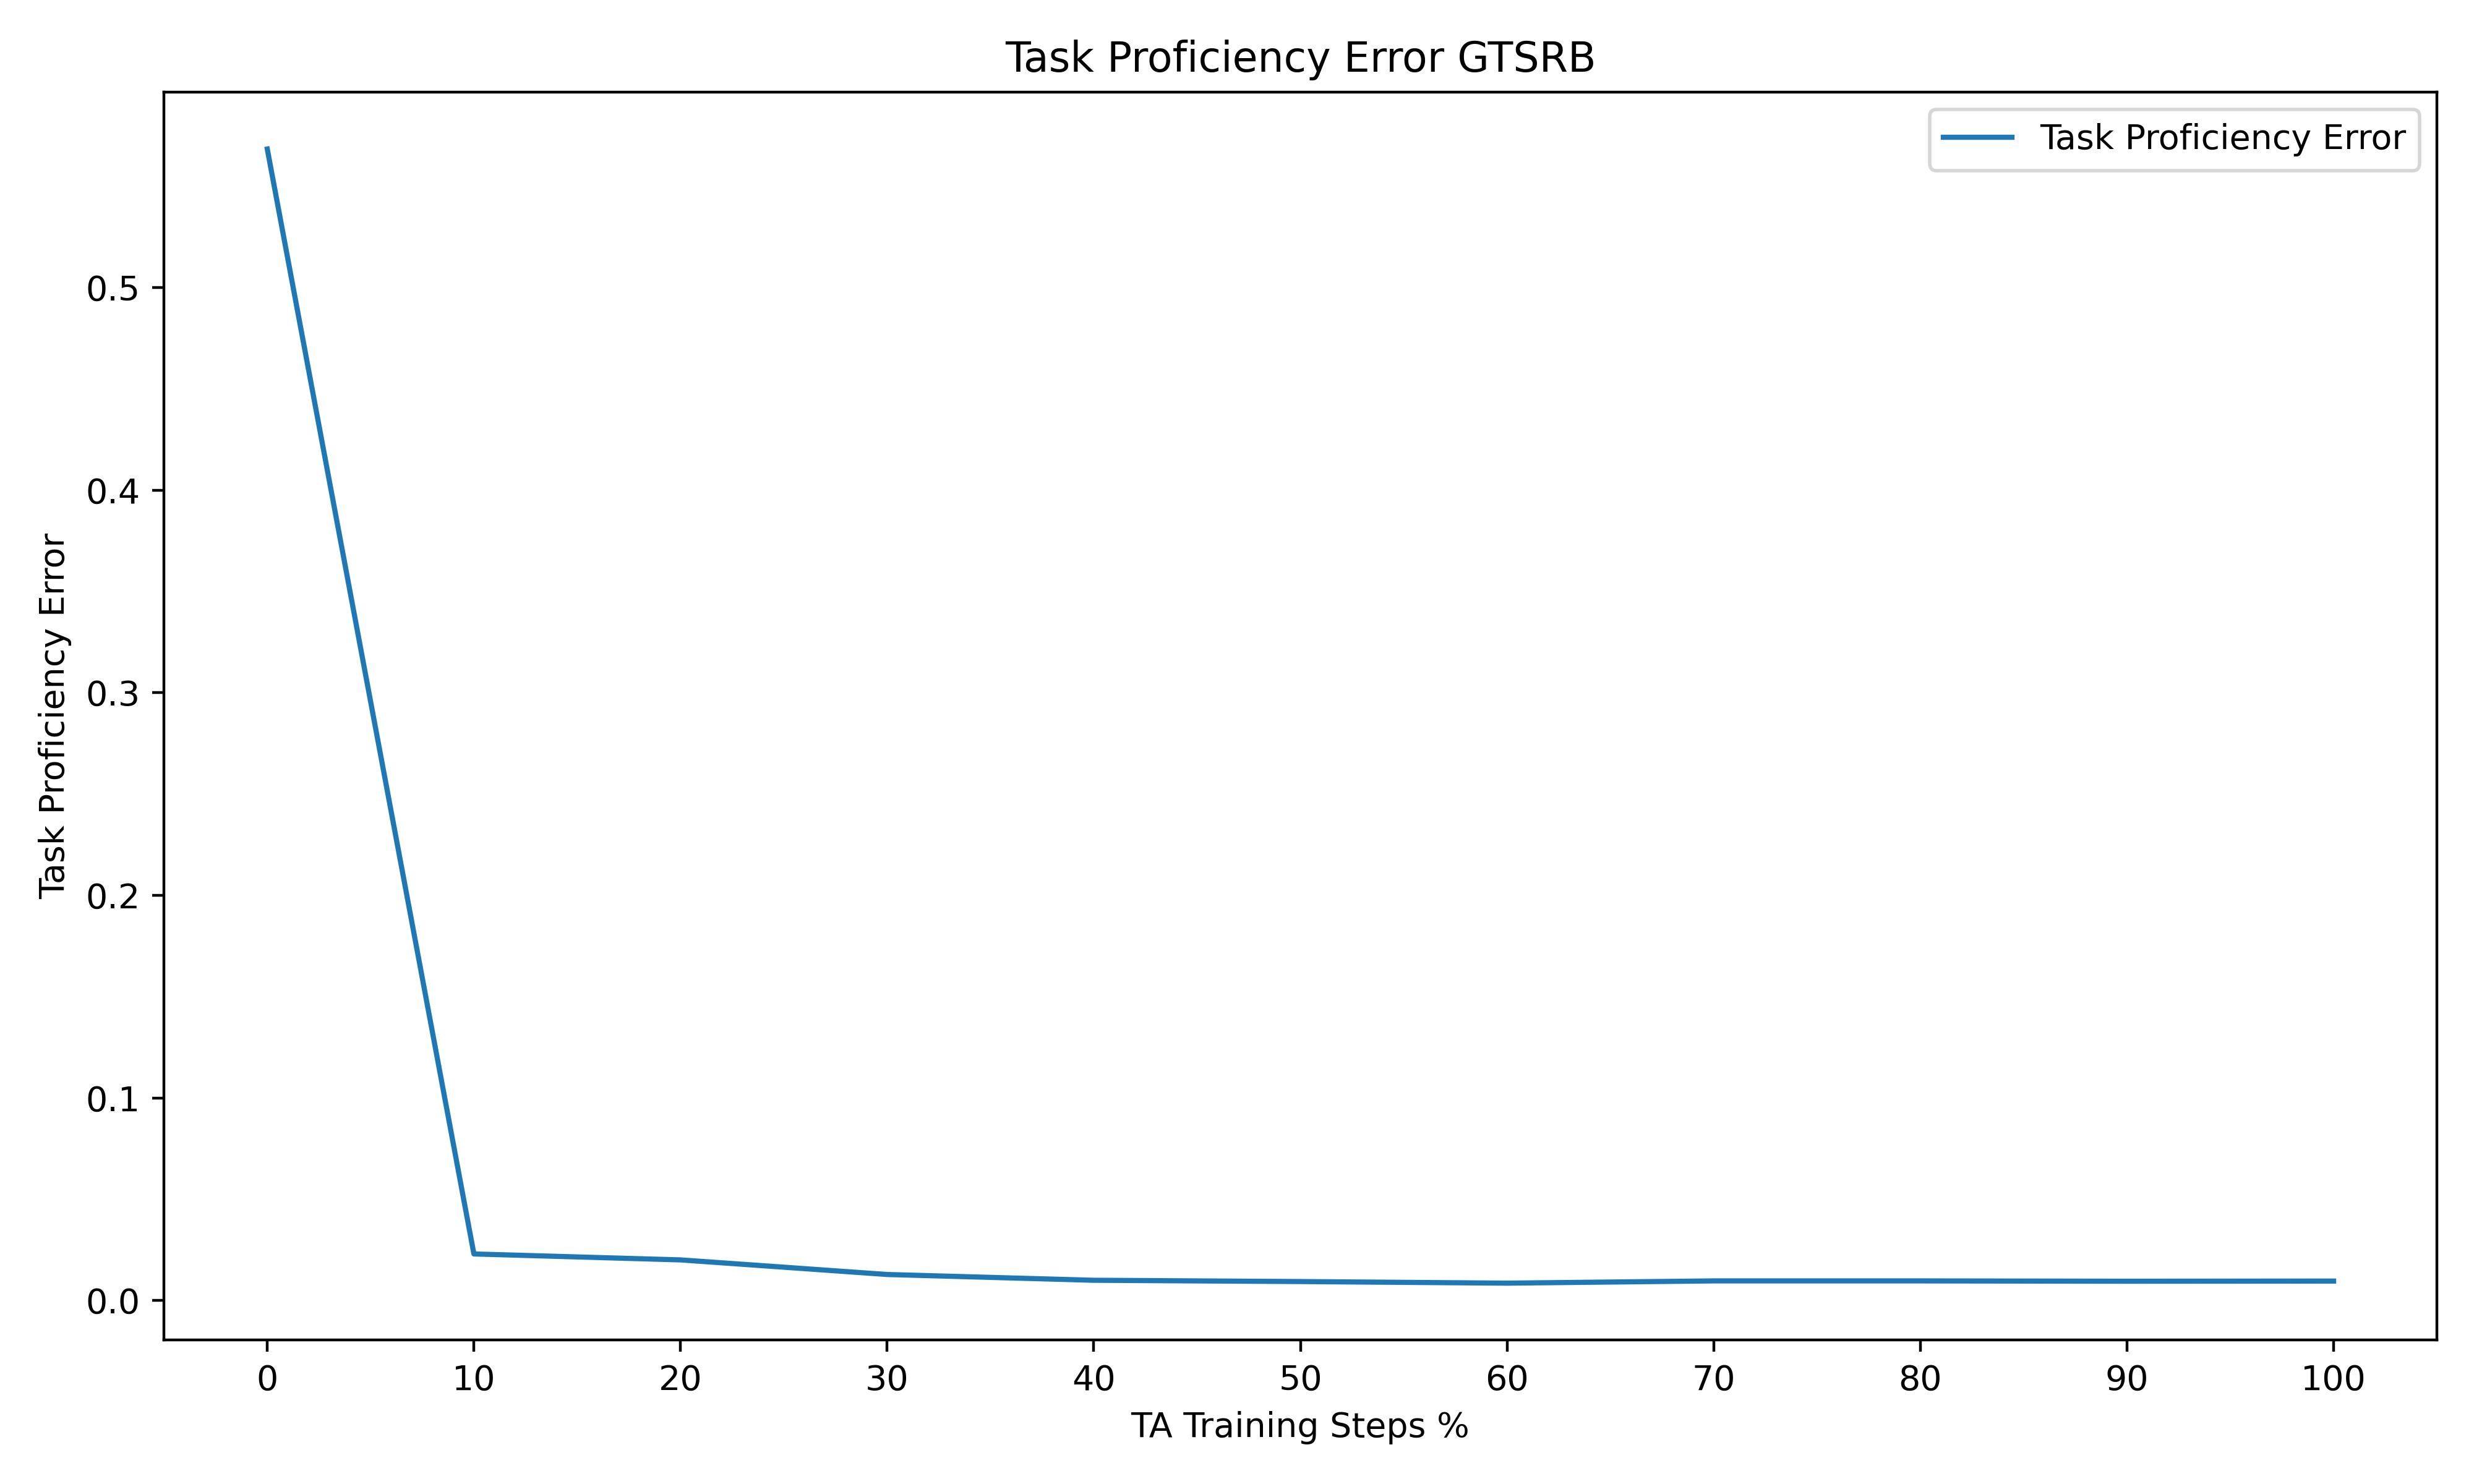 Task Proficiency Error GTSRB
Task Proficiency Error
Task Proficiency Error
0.5
0.4
0.3
0.2
0.1
0.0
0 10 20 30 40 50 60 70 80 90 100
TA Training Steps %